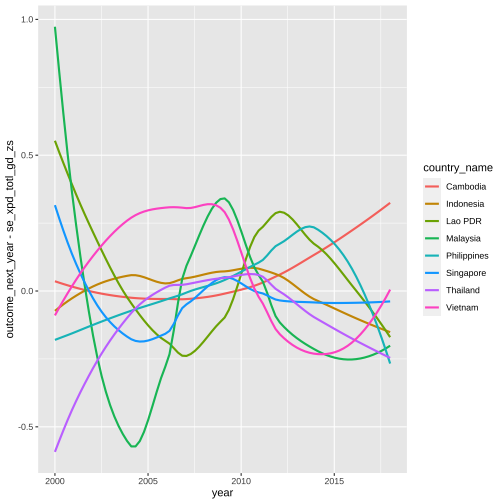 outcome_next_year - se_xpd_totl_gd_zs
1.0
0.5
0.0
-0.5
2000 2005 2010 2015
year
country_name
Cambodia
Indonesia
Lao PDR
Malaysia
Philippines
Singapore
Thailand
Vietnam